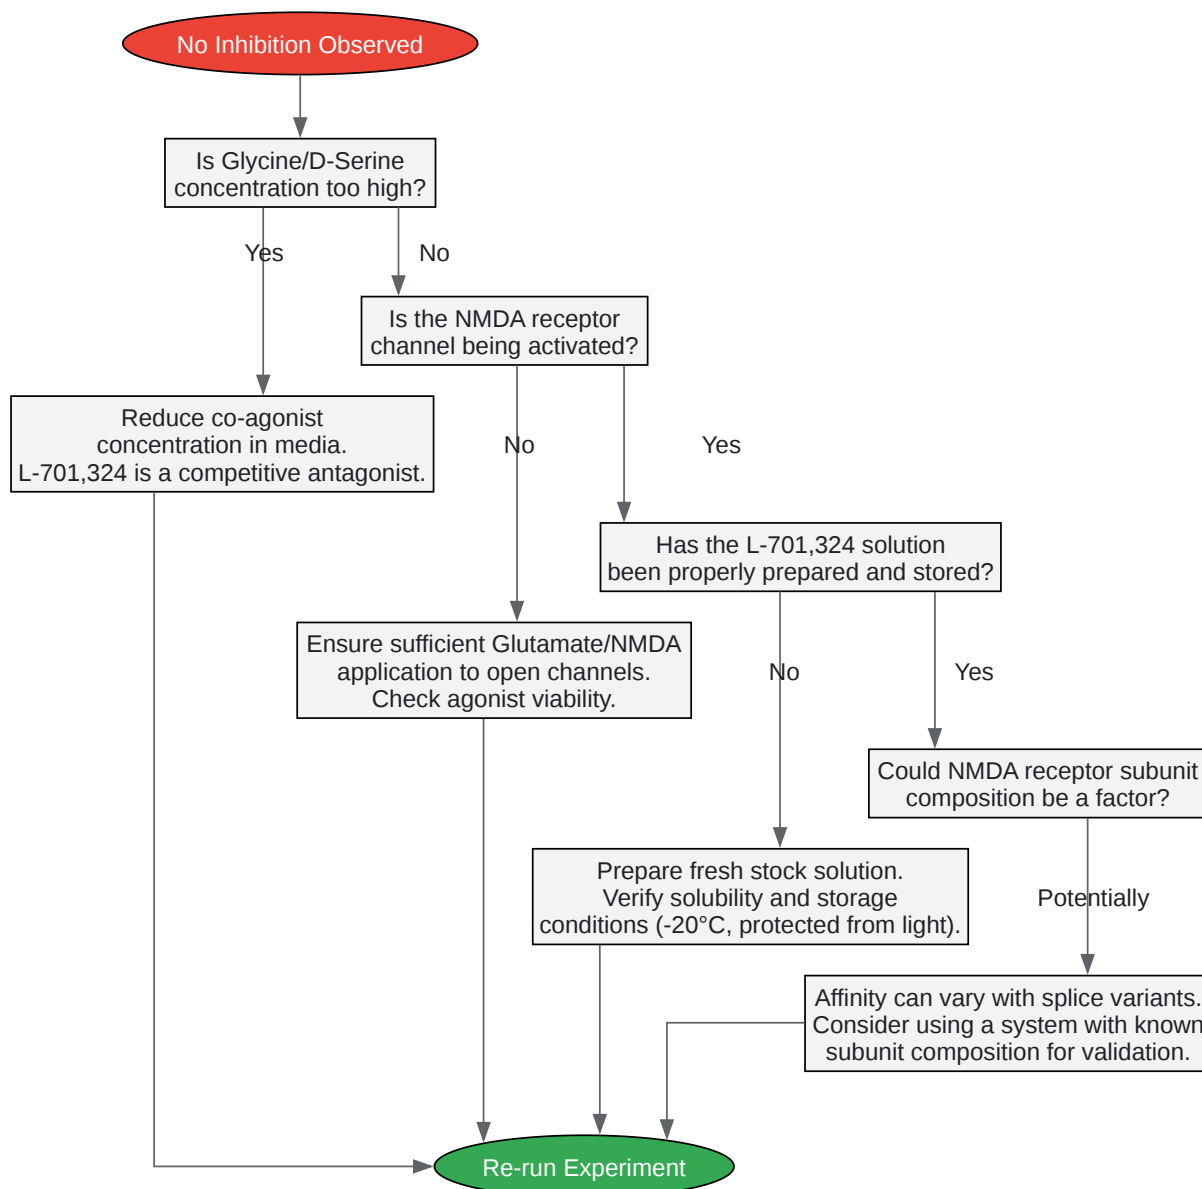 No Inhibition Observed
Is Glycine/D-Serine
concentration too high?
Yes
No
Is the NMDA receptor
channel being activated?
Reduce co-agonist
concentration in media.
L-701,324 is a competitive antagonist.
No
Yes
Has the L-701,324 solution
been properly prepared and stored?
Ensure sufficient Glutamate/NMDA
application to open channels.
Check agonist viability.
No
Yes
Could NMDA receptor subunit
composition be a factor?
Prepare fresh stock solution.
Verify solubility and storage
conditions (-20°C, protected from light).
Potentially
Affinity can vary with splice variants.
Consider using a system with known
subunit composition for validation.
Re-run Experiment